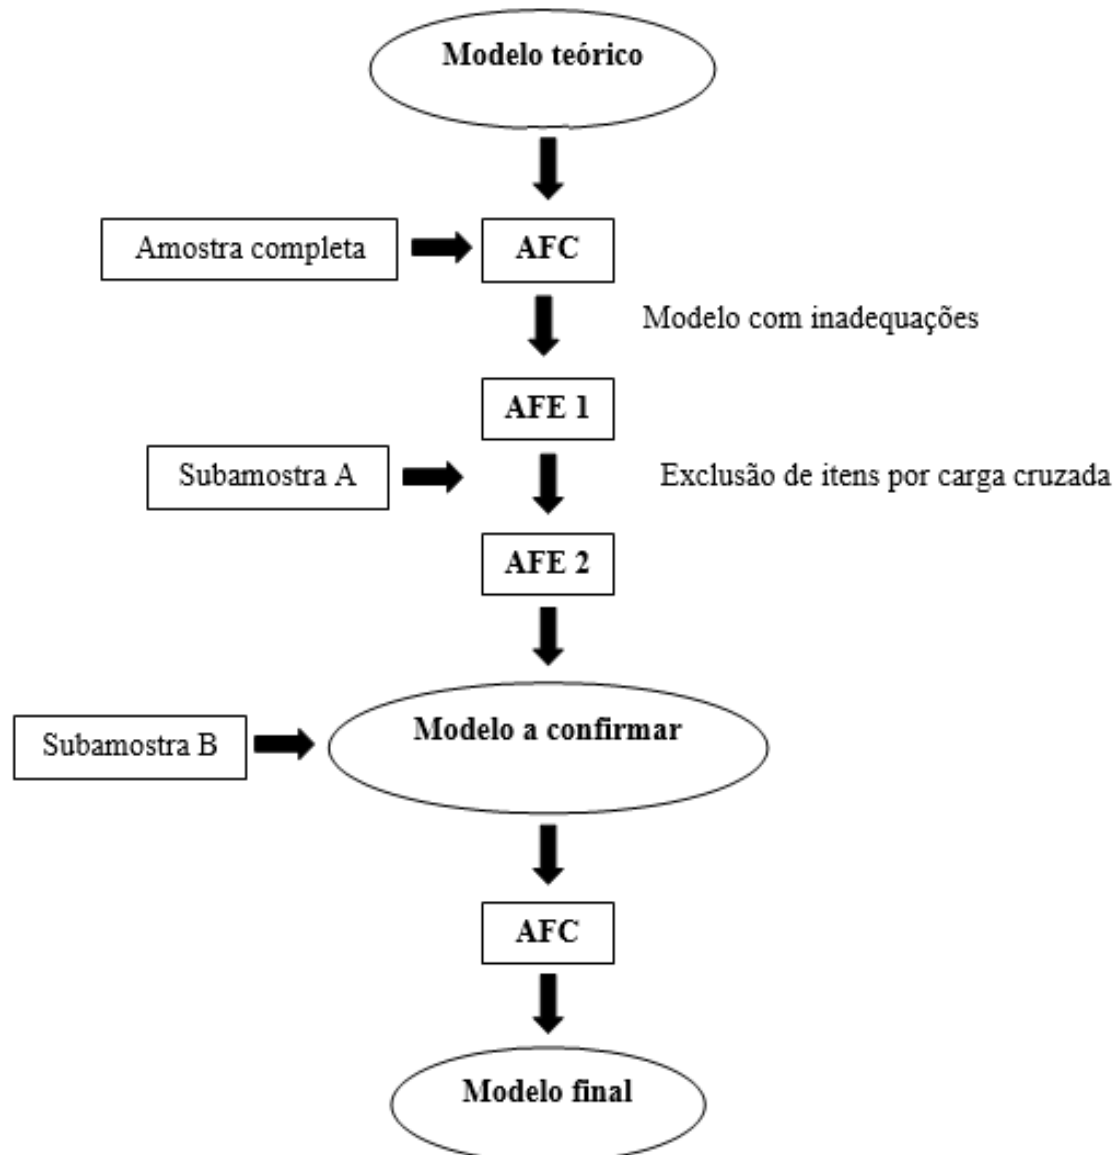 Modelo teórico
Amostra completa
AFC
Modelo com inadequações
AFE 1
Subamostra A
Exclusão de itens por carga cruzada
AFE 2
Modelo a confirmar
Subamostra B
AFC
Modelo final